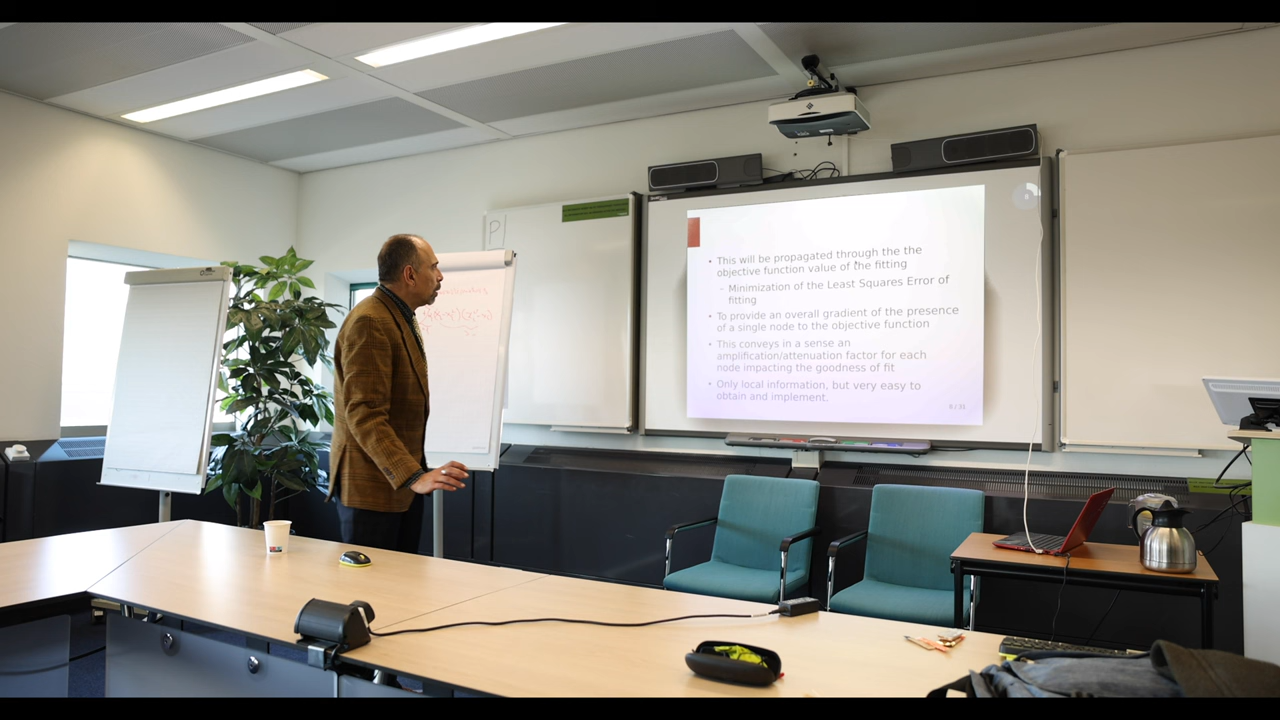 P
• This will be propagated through the the
objective function value of the fitting
– Minimization of the Least Squares Error of
fitting
• To provide an overall gradient of the presence
of a single node to the objective function
• This conveys in a sense an
amplification/attenuation factor for each
node impacting the goodness of fit
• Only local information, but very easy to
obtain and implement.